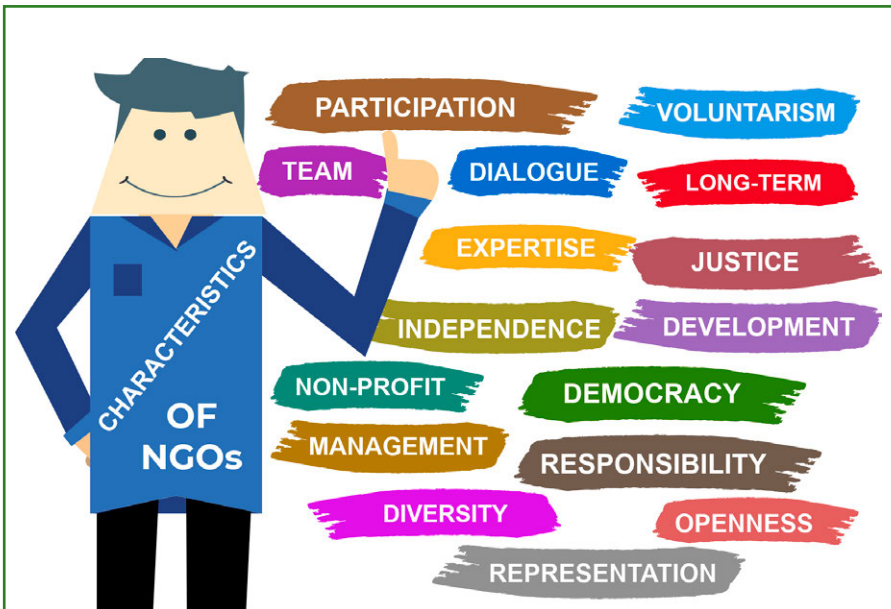 CHARACTERISTICS
OF
NGOs
PARTICIPATION
VOLUNTARISM
TEAM
DIALOGUE
LONG-TERM
EXPERTISE
JUSTICE
INDEPENDENCE
DEVELOPMENT
NON-PROFIT
DEMOCRACY
MANAGEMENT
RESPONSIBILITY
DIVERSITY
OPENNESS
REPRESENTATION